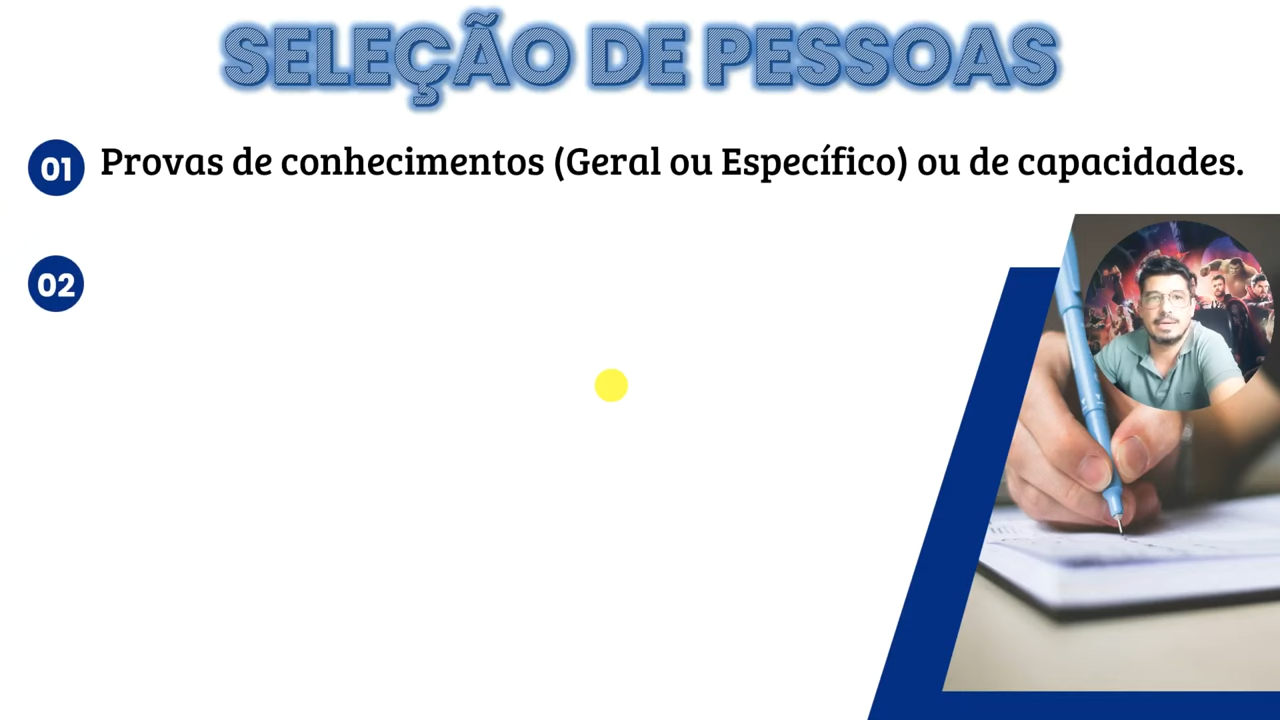 SELEÇÃO DE PESSOAS
01 Provas de conhecimentos (Geral ou Específico) ou de capacidades.
02